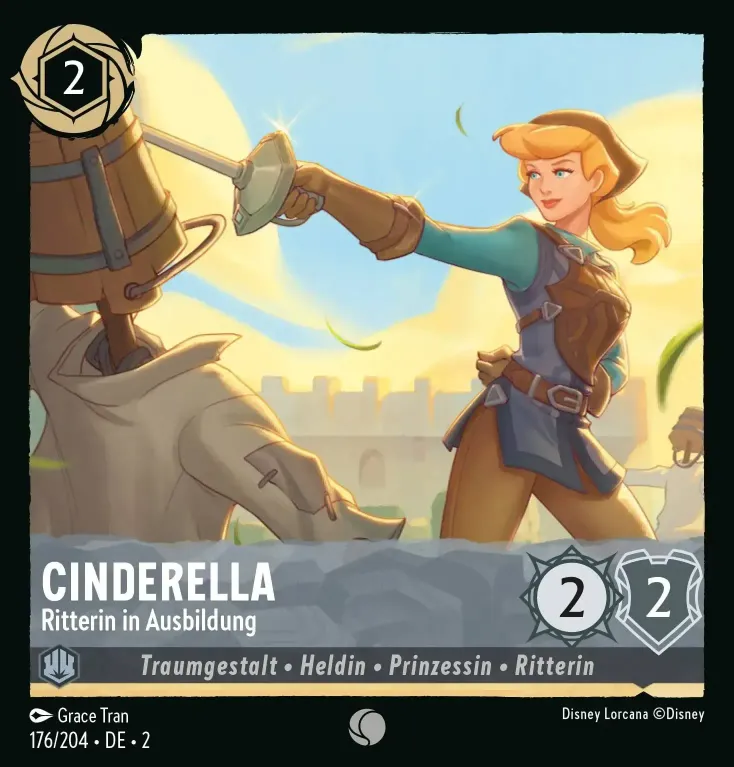 2
CINDERELLA
Ritterin in Ausbildung
2
2
Traumgestalt • Heldin • Prinzessin • Ritterin
Grace Tran
Disney Lorcana ©Disney
176/204 • DE • 2